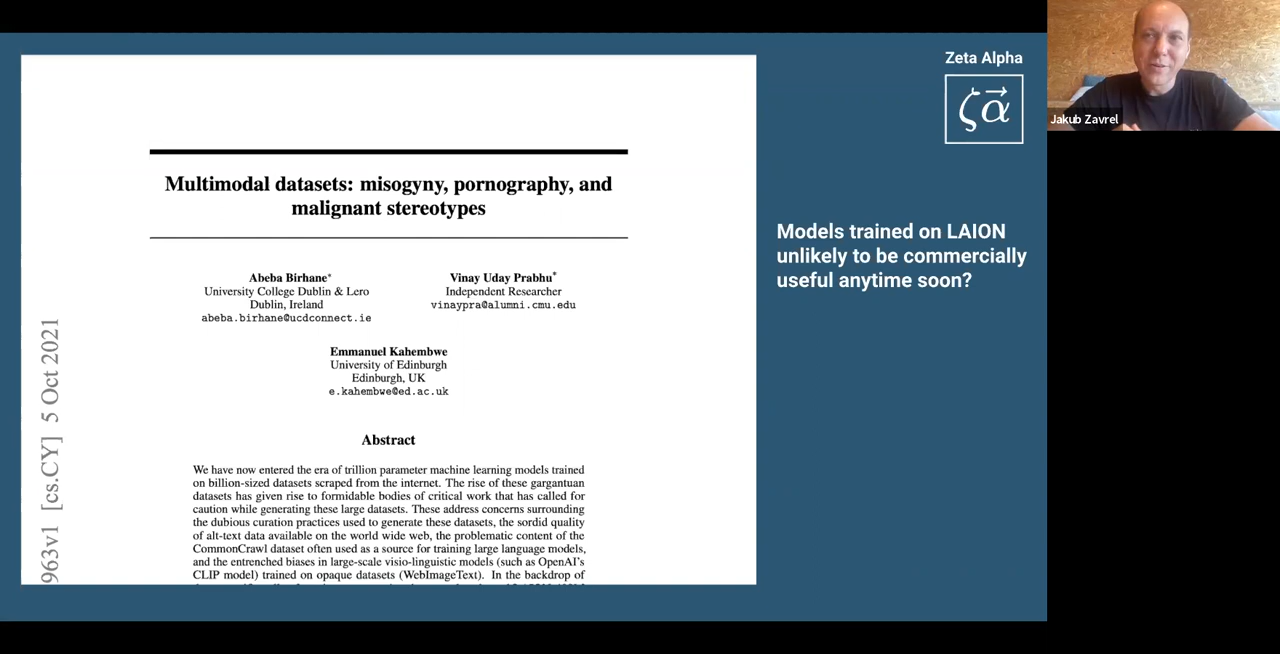 Zeta Alpha
ζα
Jakub Zavrel
Multimodal datasets: misogyny, pornography, and
malignant stereotypes
Models trained on LAION
unlikely to be commercially
useful anytime soon?
Abeba Birhane*
University College Dublin & Lero
Dublin, Ireland
abeba.birhane@ucdconnect.ie
Vinay Uday Prabhu*
Independent Researcher
vinaypra@alumni.cmu.edu
Emmanuel Kahembwe
University of Edinburgh
Edinburgh, UK
e.kahembwe@ed.ac.uk
963v1 [cs.CY] 5 Oct 2021
Abstract
We have now entered the era of trillion parameter machine learning models trained
on billion-sized datasets scraped from the internet. The rise of these gargantuan
datasets has given rise to formidable bodies of critical work that has called for
caution while generating these large datasets. These address concerns surrounding
the dubious curation practices used to generate these datasets, the sordid quality
of alt-text data available on the world wide web, the problematic content of the
CommonCrawl dataset often used as a source for training large language models,
and the entrenched biases in large-scale visio-linguistic models (such as OpenAI's
CLIP model) trained on opaque datasets (WebImageText). In the backdrop of